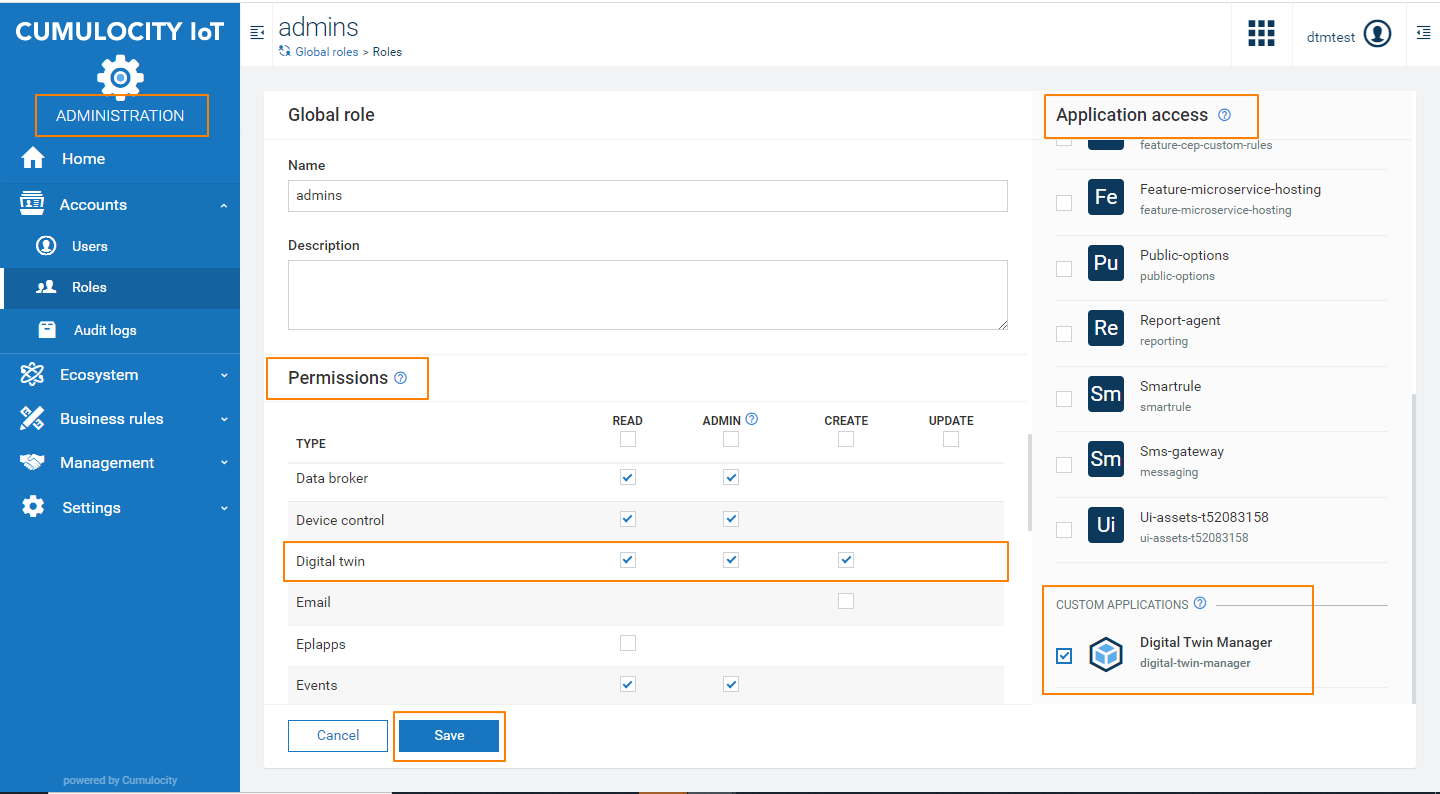 CUMULOCITY IoT
ADMINISTRATION
Home
Accounts
Users
Roles
Audit logs
Ecosystem
Business rules
Management
Settings
powered by Cumulocity
admins
Global roles > Roles
dtmtest
Global role
Name
admins
Description
Permissions
TYPE READ ADMIN CREATE UPDATE
Data broker
Device control
Digital twin
Email
Eplapps
Events
Cancel
Save
Application access
feature-cep-custom-rules
Fe
Feature-microservice-hosting
feature-microservice-hosting
Pu
Public-options
public-options
Re
Report-agent
reporting
Sm
Smartrule
smartrule
Sm
Sms-gateway
messaging
Ui
Ui-assets-t52083158
ui-assets-t52083158
CUSTOM APPLICATIONS
Digital Twin Manager
digital-twin-manager